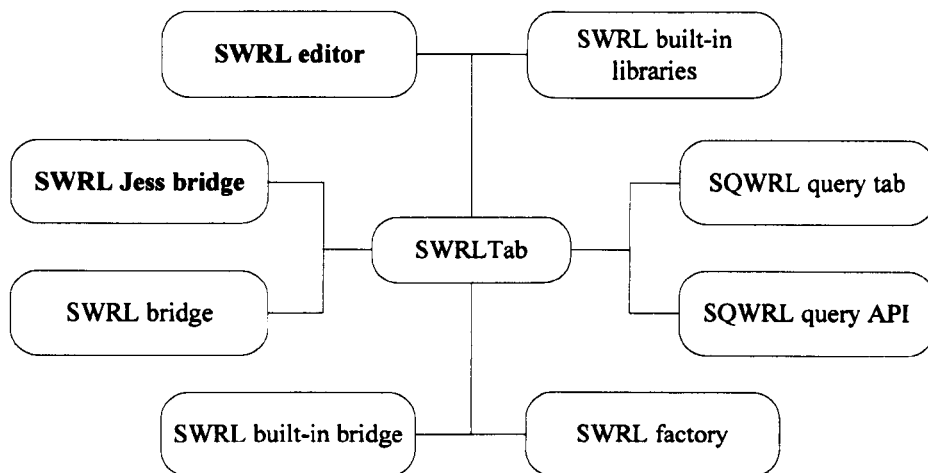 SWRL editor
SWRL built-in
libraries
SWRL Jess bridge
SQWRL query tab
SWRLTab
SWRL bridge
SQWRL query API
SWRL built-in bridge
SWRL factory